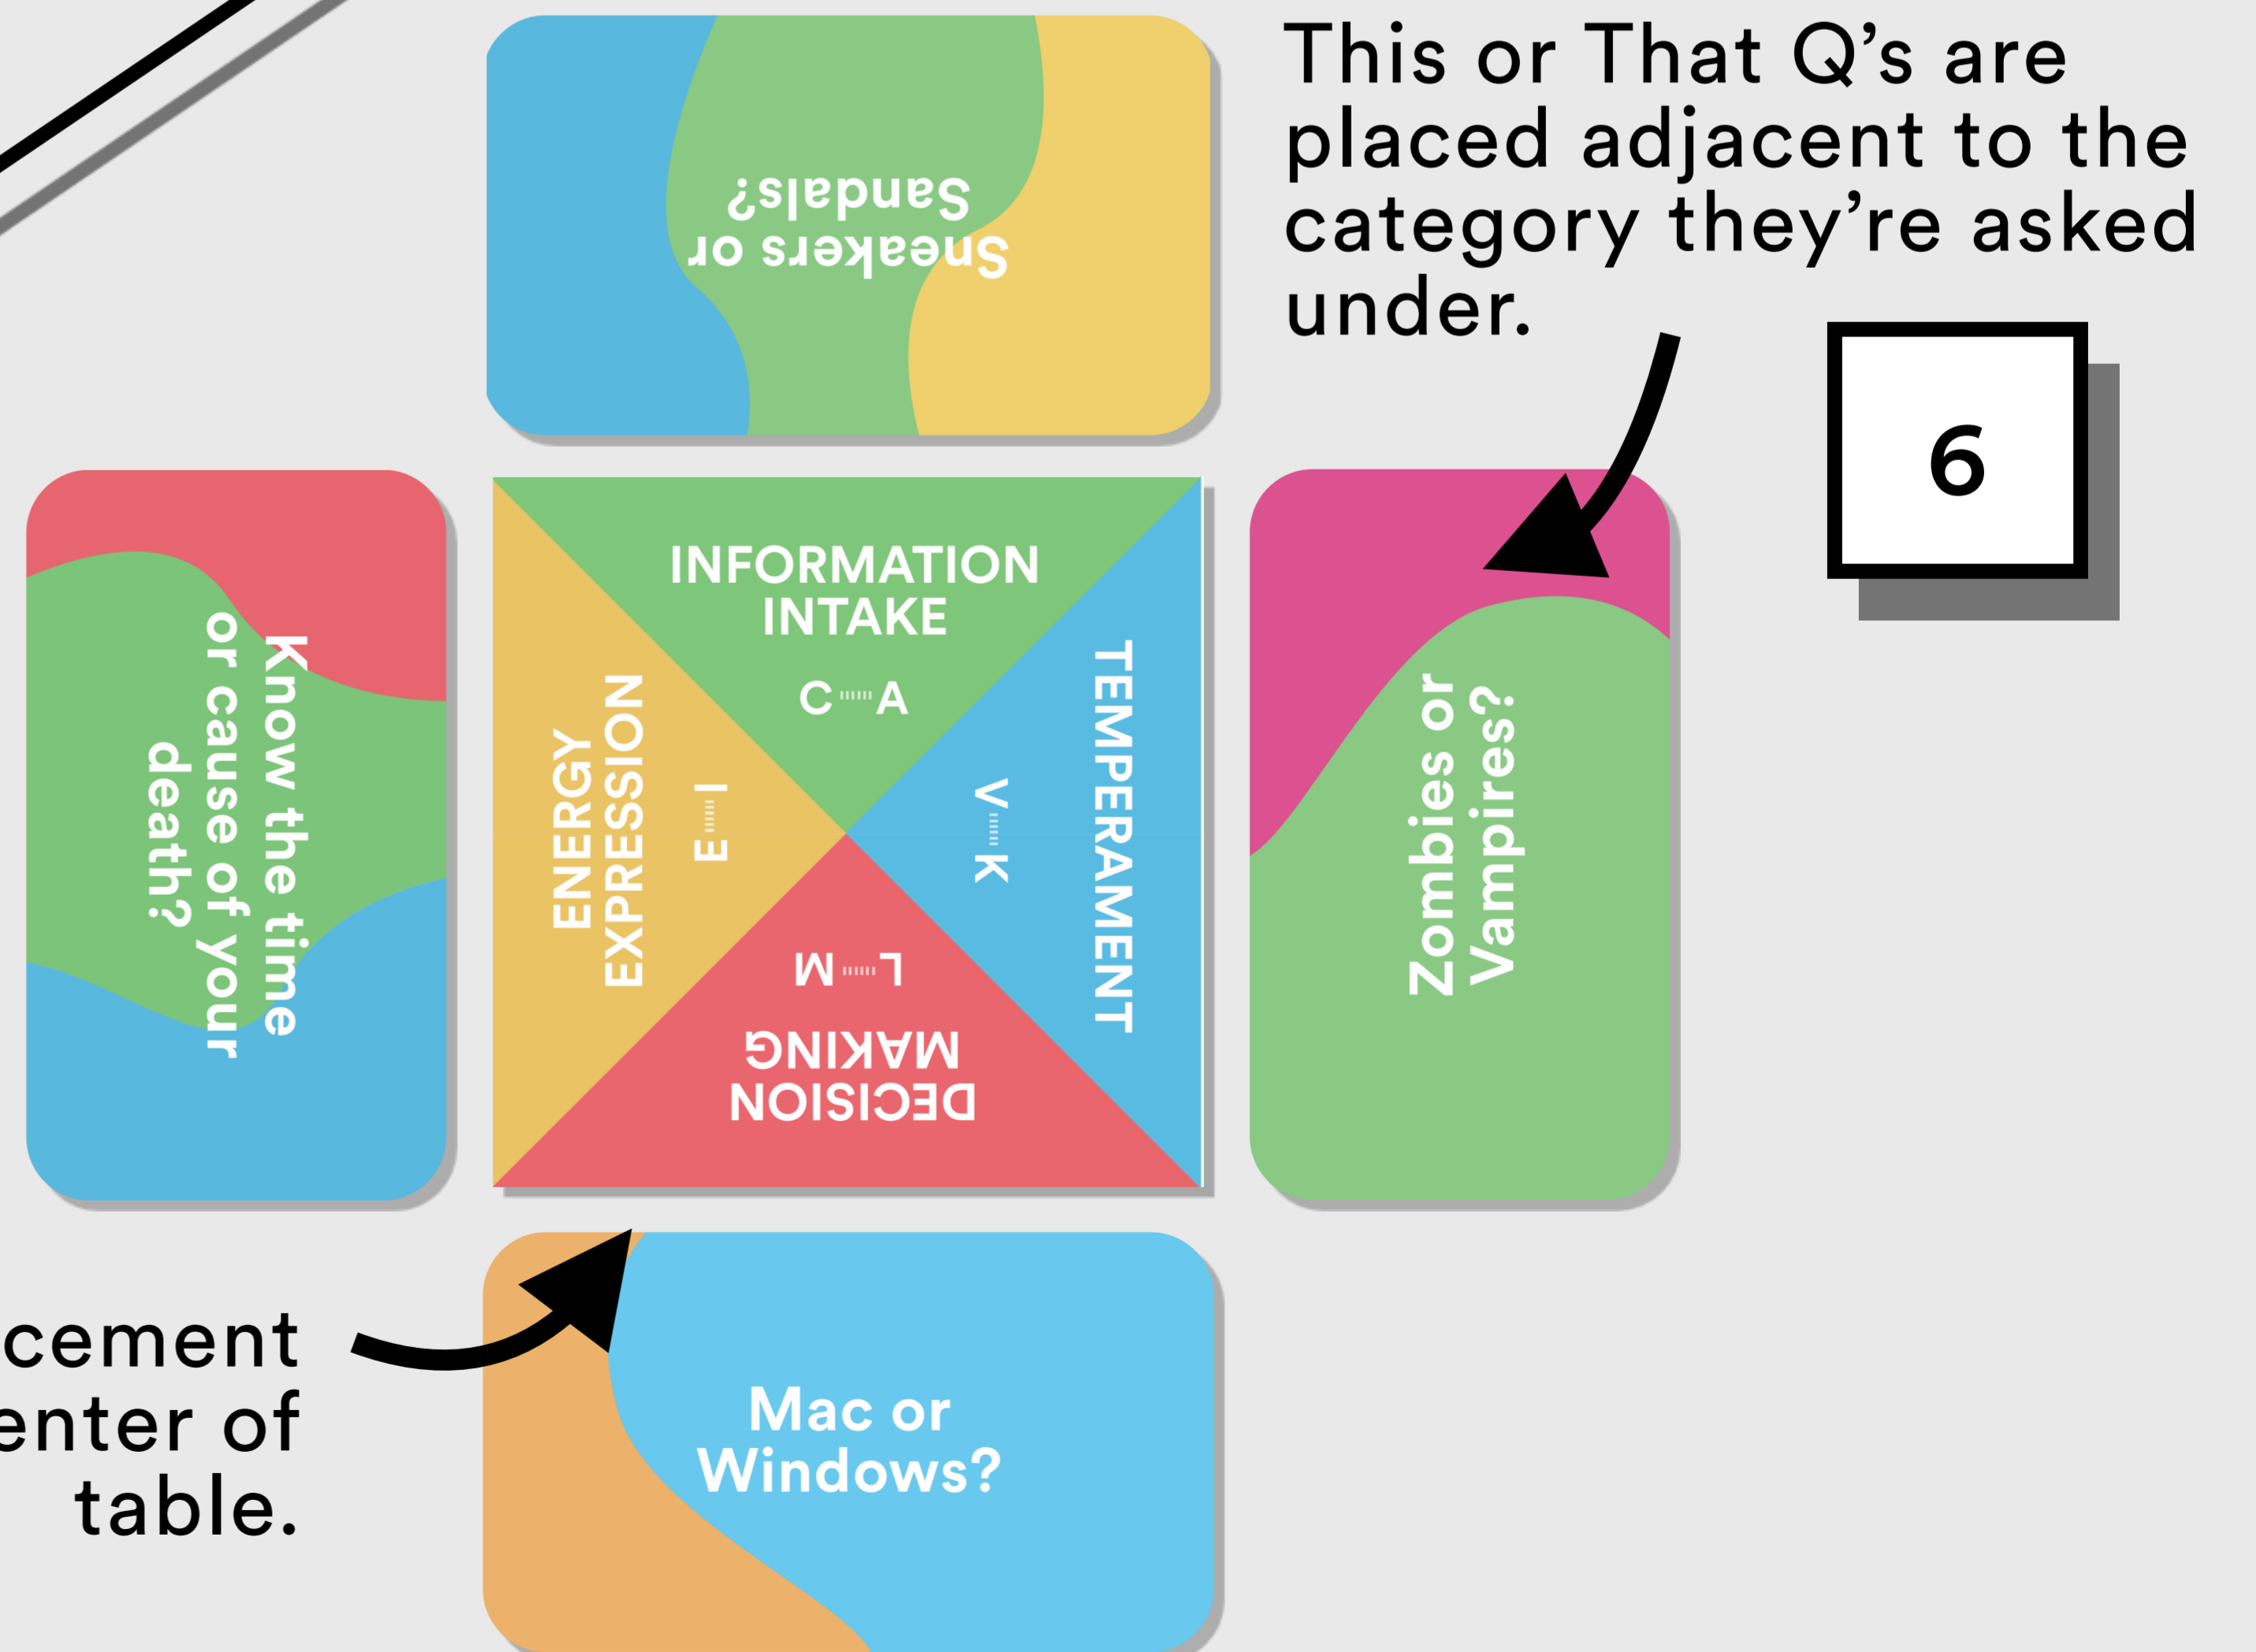 This or That Q’s are
placed adjacent to the
category they’re asked
under.
6
Sneakers or
Sandals?
Know the time
or cause of your
death?
INFORMATION
INTAKE
C A
ENERGY
EXPRESSION
E I
TEMPERAMENT
V K
DECISION
MAKING
L M
Zombies or
Vampires?
Mac or
Windows?
cement
enter of
table.